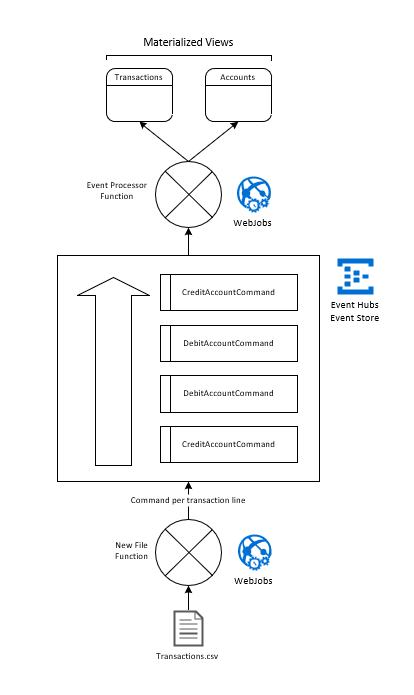 Materialized Views
Transactions
Accounts
Event Processor
Function
WebJobs
CreditAccountCommand
Event Hubs
Event Store
DebitAccountCommand
DebitAccountCommand
CreditAccountCommand
Command per transaction line
New File
Function
WebJobs
Transactions.csv